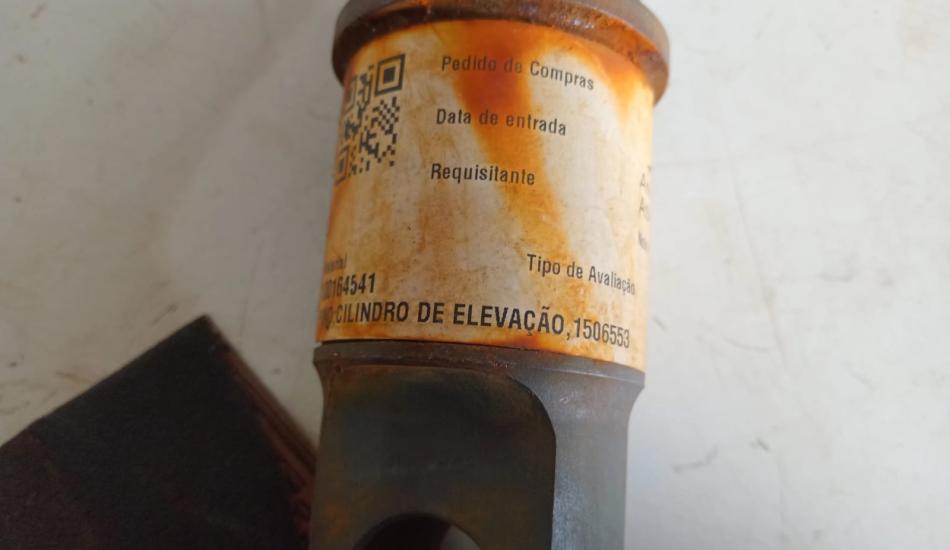 Pedido de Compras
Data de entrada
Requisitante
Tipo de Avaliação
164541
CILINDRO DE ELEVAÇÃO,1506553